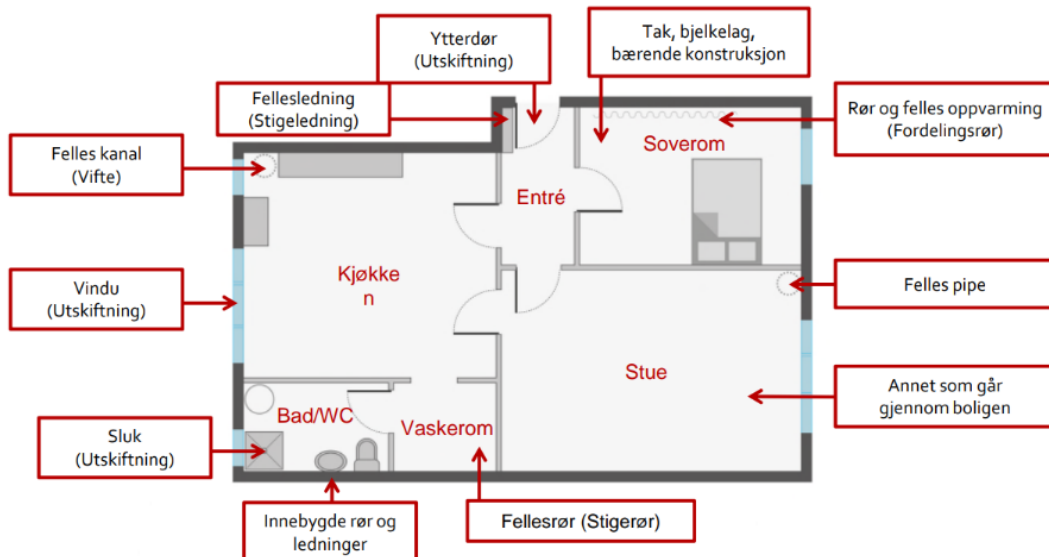 Ytterdør
(Utskiftning)
Tak, bjelkelag,
bærende konstruksjon
Fellesledning
(Stigeledning)
Rør og felles oppvarming
(Fordelingsrør)
Felles kanal
(Vifte)
Soverom
Entré
Kjøkke
n
Vindu
(Utskiftning)
Felles pipe
Stue
Annet som går
gjennom boligen
Bad/WC
Vaskerom
Sluk
(Utskiftning)
Innebygde rør og
ledninger
Fellesrør (Stigerør)